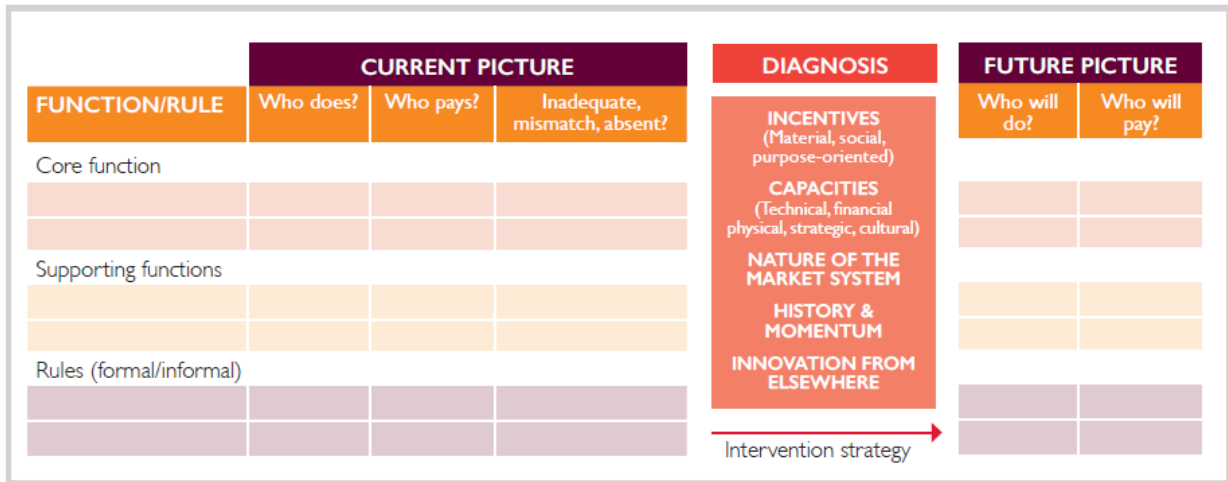 CURRENT PICTURE
DIAGNOSIS
FUTURE PICTURE
FUNCTION/RULE
Who does?
Who pays?
Inadequate,
mismatch, absent?
Who will
do?
Who will
pay?
INCENTIVES
(Material, social,
purpose-oriented)
CAPACITIES
(Technical, financial
physical, strategic, cultural)
NATURE OF THE
MARKET SYSTEM
HISTORY &
MOMENTUM
INNOVATION FROM
ELSEWHERE
Core function
Supporting functions
Rules (formal/informal)
Intervention strategy